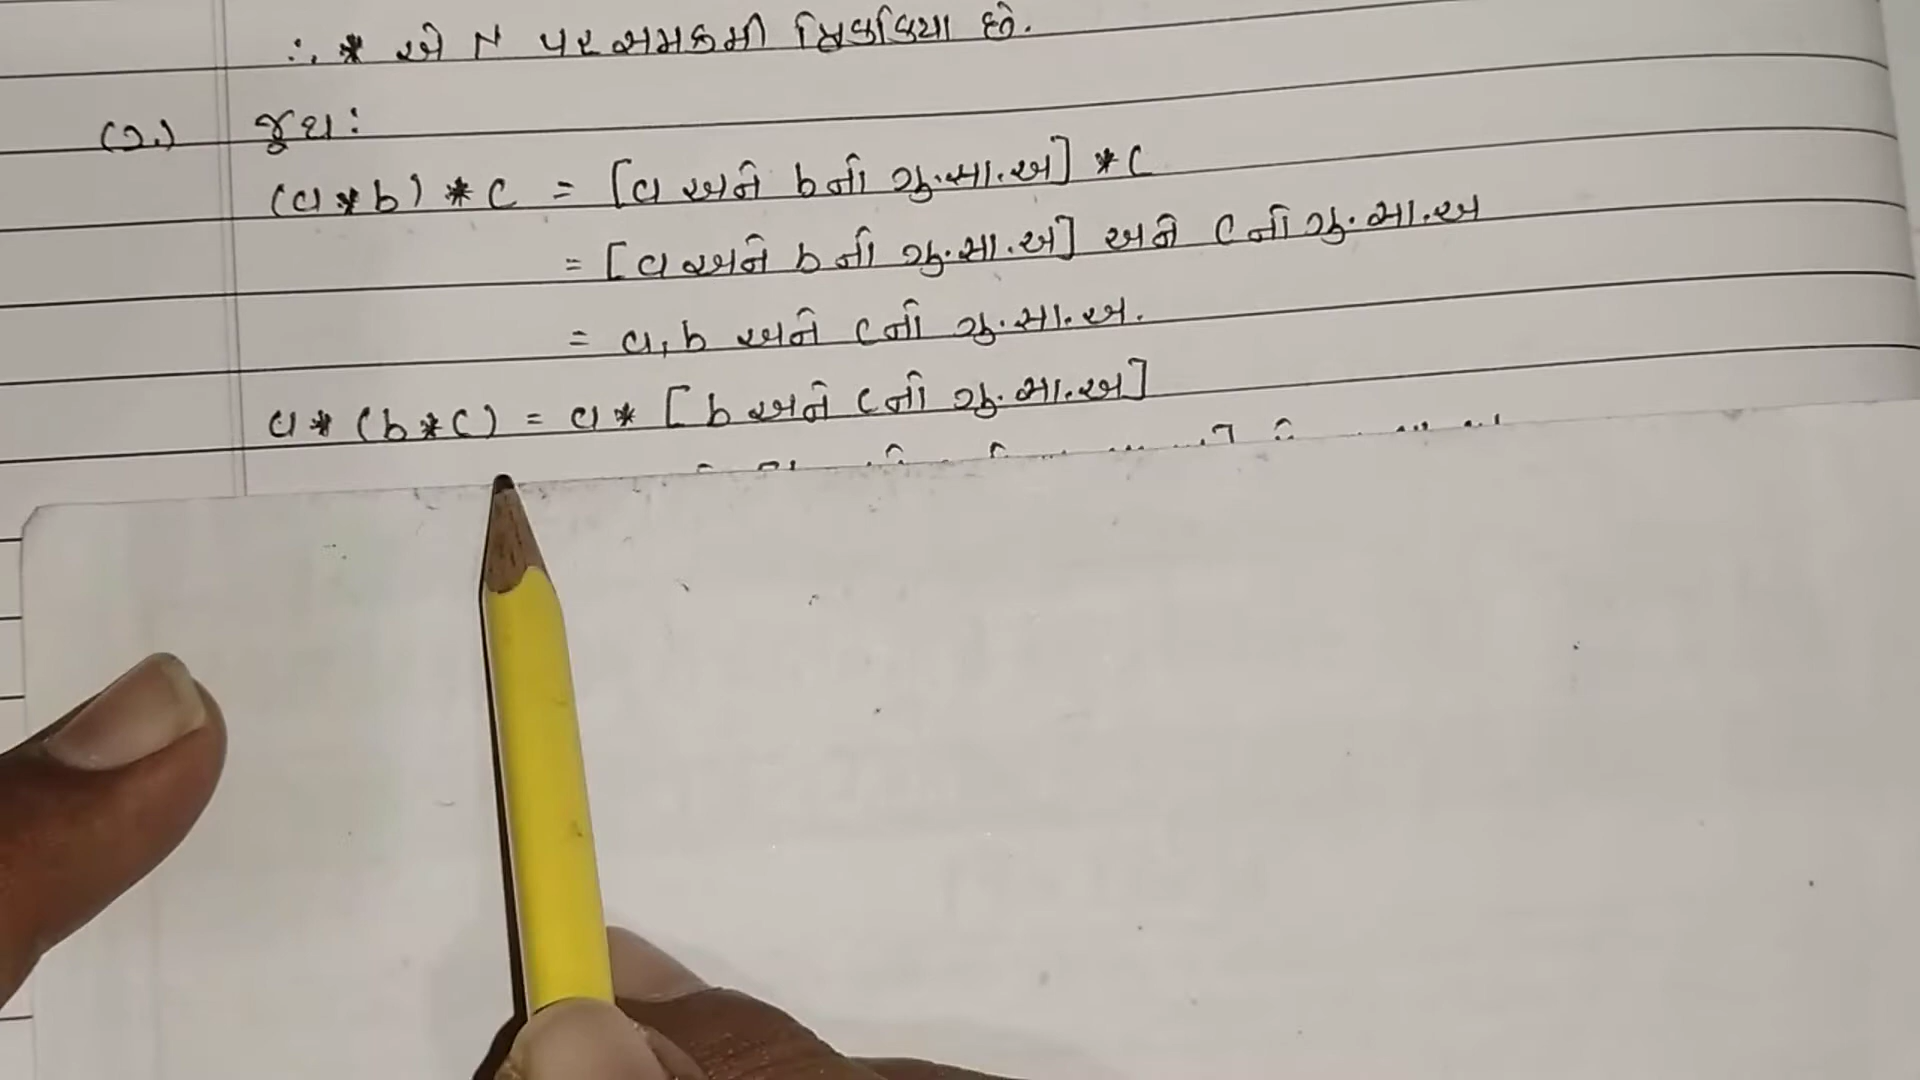 ∴ * એ N પર સમક્રમી દ્વિક્ક્રિયા છે.
(2.) જૂથ:
(a*b) * c = [a અને b નો ગુ.સા.અ] * c
= [a અને b નો ગુ.સા.અ] અને c નો ગુ.સા.અ
= a, b અને c નો ગુ.સા.અ.
a * (b*c) = a * [b અને c નો ગુ.સા.અ]